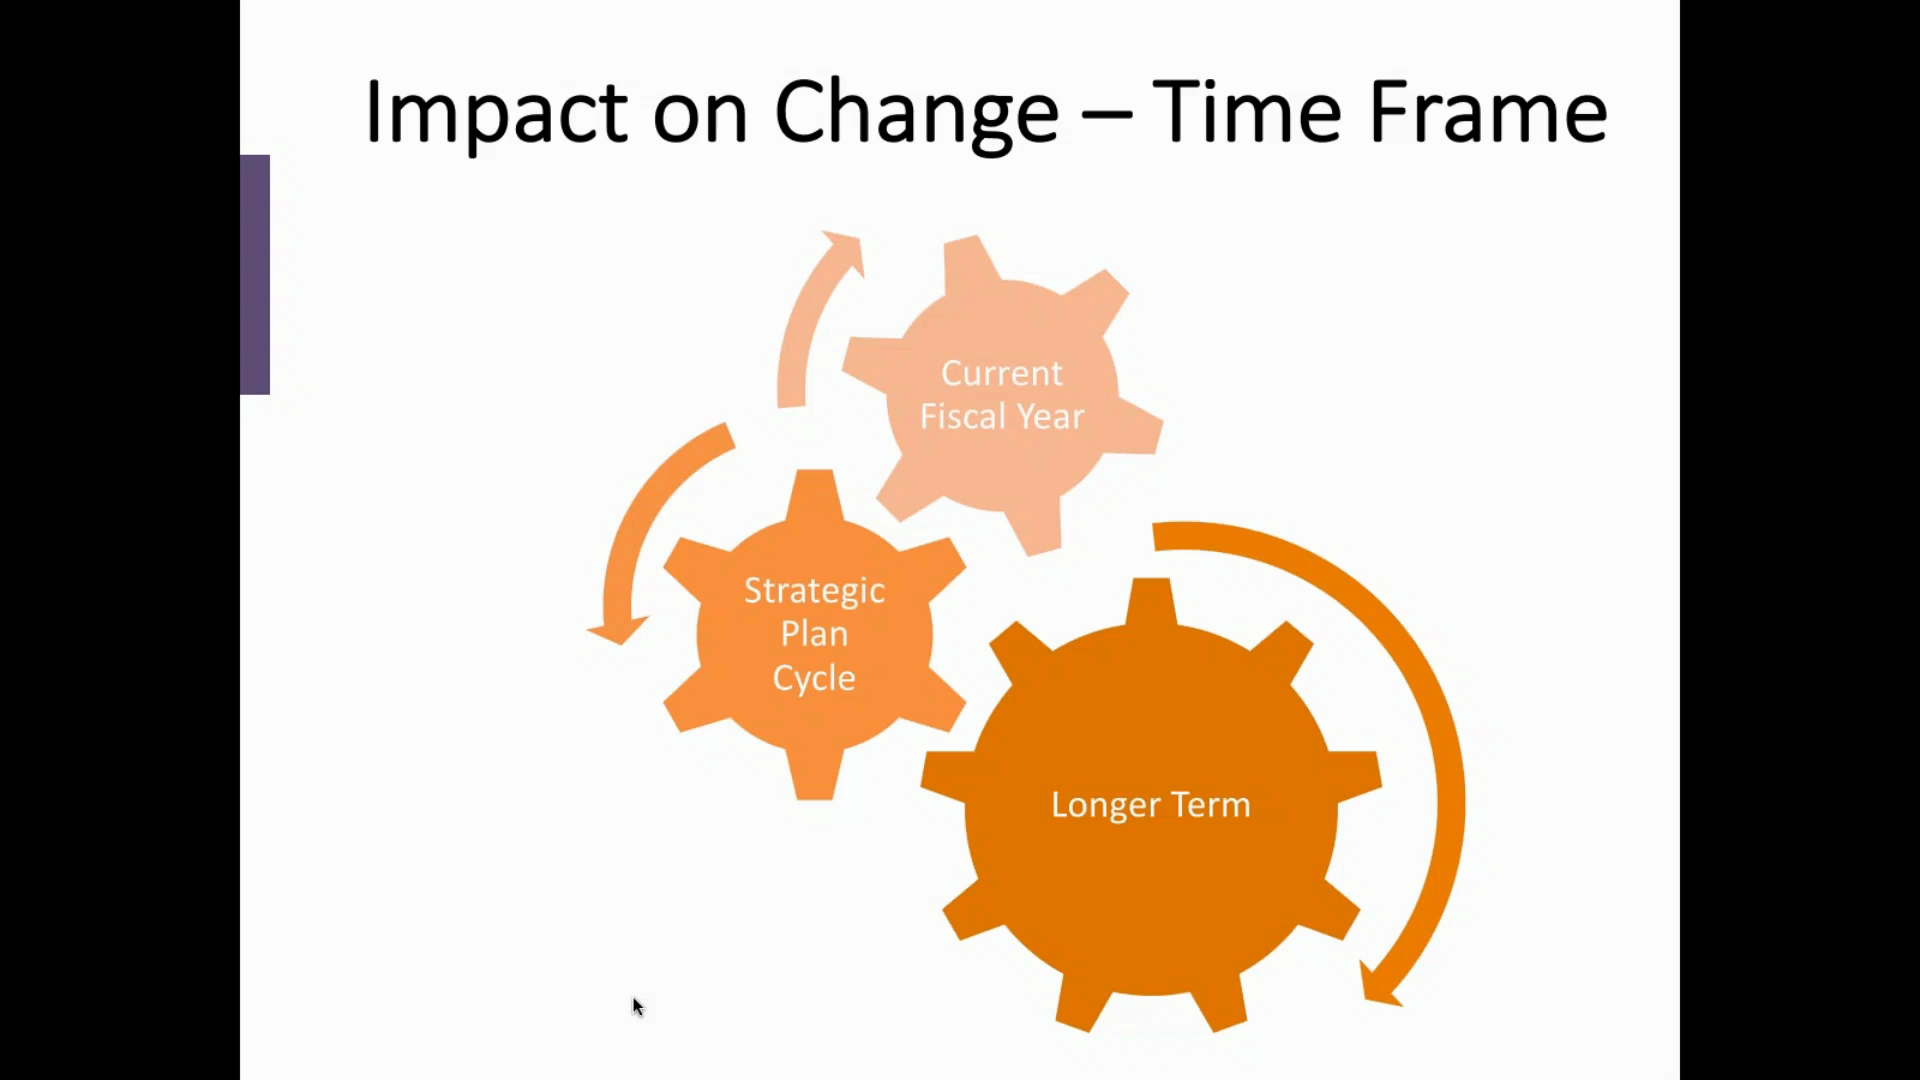 Impact on Change – Time Frame
Current
Fiscal Year
Strategic
Plan
Cycle
Longer Term